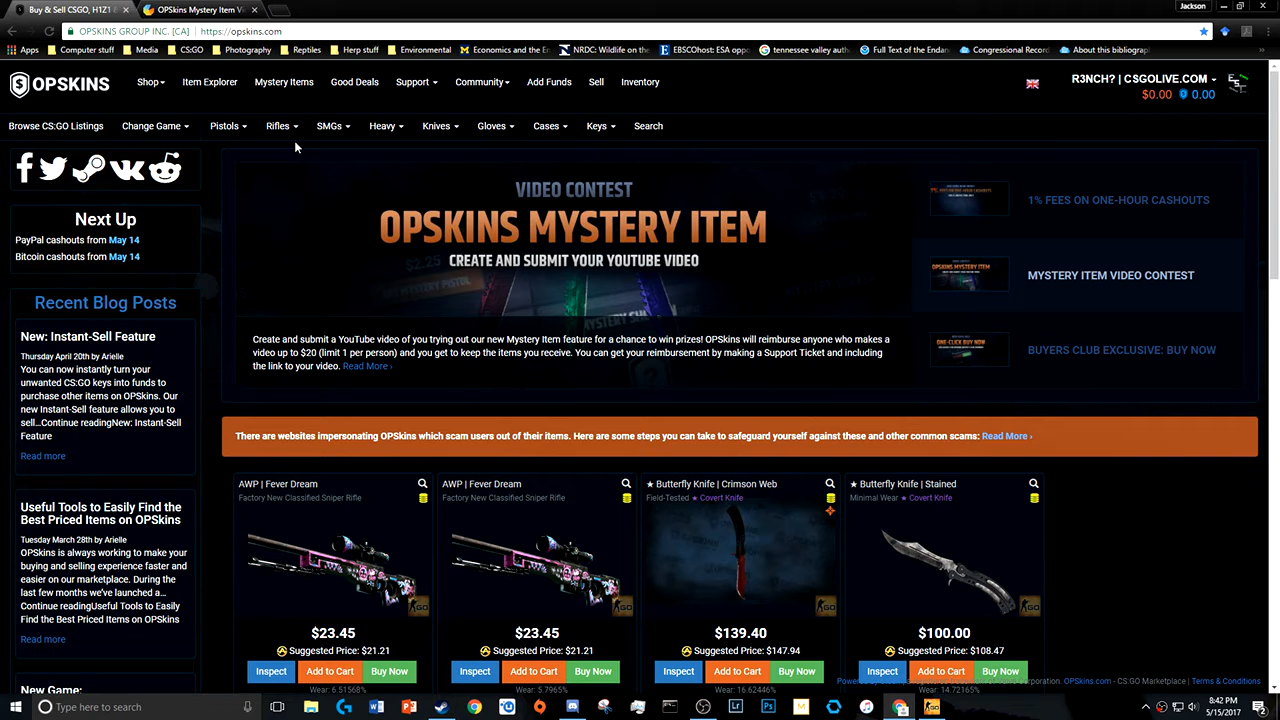 Buy & Sell CSGO, H1Z1 &
OPSkins Mystery Item V
Jackson
OPSKINS GROUP INC. [CA]
https://opskins.com
Apps
Computer stuff
Media
CS:GO
Photography
Reptiles
Herp stuff
Environmental
Economics and the En
NRDC: Wildlife on the
EBSCOhost: ESA oppo
tennessee valley autho
Full Text of the Endan
Congressional Record
About this bibliograph
OPSKINS
Shop
Item Explorer
Mystery Items
Good Deals
Support
Community
Add Funds
Sell
Inventory
R3NCH? | CSGOLIVE.COM
$0.00 0.00
Browse CS:GO Listings
Change Game
Pistols
Rifles
SMGs
Heavy
Knives
Gloves
Cases
Keys
Search
Next Up
PayPal cashouts from May 14
Bitcoin cashouts from May 14
Recent Blog Posts
New: Instant-Sell Feature
Thursday April 20th by Arielle
You can now instantly turn your
unwanted CS:GO keys into funds to
purchase other items on OPSkins. Our
new Instant-Sell feature allows you to
sell…Continue readingNew: Instant-Sell
Feature
Read more
Useful Tools to Easily Find the
Best Priced Items on OPSkins
Tuesday March 28th by Arielle
OPSkins is always working to make your
buying and selling experience faster and
easier on our marketplace. During the
last few months we've launched a…
Continue readingUseful Tools to Easily
Find the Best Priced Items on OPSkins
Read more
New Game:
VIDEO CONTEST
OPSKINS MYSTERY ITEM
CREATE AND SUBMIT YOUR YOUTUBE VIDEO
$2.25
MYSTERY PISTOL
Create and submit a YouTube video of you trying out our new Mystery Item feature for a chance to win prizes! OPSkins will reimburse anyone who makes a
video up to $20 (limit 1 per person) and you get to keep the items you receive. You can get your reimbursement by making a Support Ticket and including
the link to your video. Read More ›
1% FEES ON ONE-HOUR CASHOUTS
OPSKINS MYSTERY ITEM
MYSTERY ITEM VIDEO CONTEST
ONE-CLICK BUY NOW
BUYERS CLUB EXCLUSIVE: BUY NOW
There are websites impersonating OPSkins which scam users out of their items. Here are some steps you can take to safeguard yourself against these and other common scams: Read More ›
AWP | Fever Dream
Factory New Classified Sniper Rifle
$23.45
Suggested Price: $21.21
Inspect
Add to Cart
Buy Now
Wear: 6.51568%
AWP | Fever Dream
Factory New Classified Sniper Rifle
$23.45
Suggested Price: $21.21
Inspect
Add to Cart
Buy Now
Wear: 5.7965%
★ Butterfly Knife | Crimson Web
Field-Tested ★ Covert Knife
$139.40
Suggested Price: $147.94
Inspect
Add to Cart
Buy Now
Wear: 16.62446%
★ Butterfly Knife | Stained
Minimal Wear ★ Covert Knife
$100.00
Suggested Price: $108.47
Inspect
Add to Cart
Buy Now
Wear: 14.72165%
Powered by
Corporation. OPSkins.com - CS:GO Marketplace | Terms & Conditions
Type here to search
8:42 PM
5/15/2017